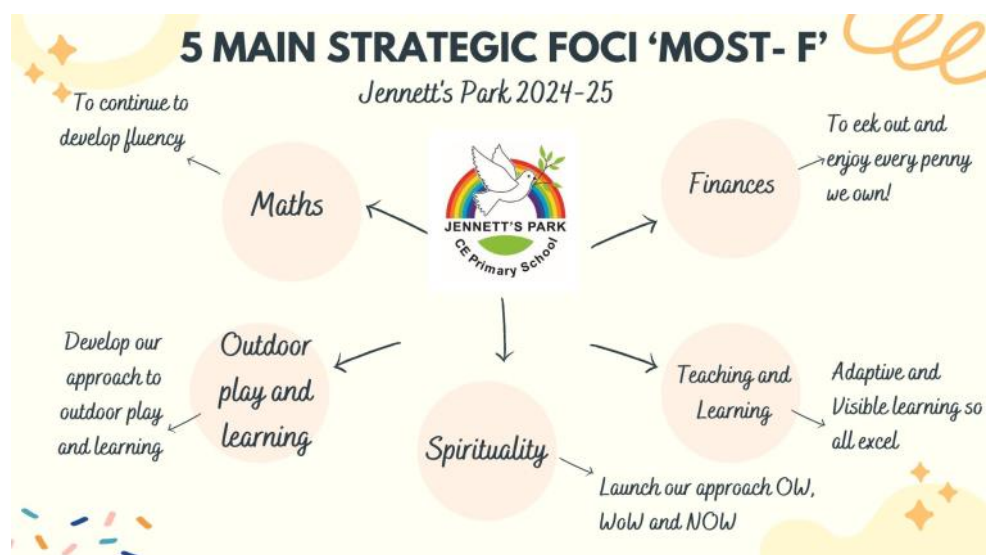 5 MAIN STRATEGIC FOCI ‘MOST- F’
Jennett's Park 2024-25
To continue to
develop fluency
Maths
JENNETT'S PARK
CE Primary School
Finances
To eek out and
enjoy every penny
we own!
Develop our
approach to
outdoor play
and learning
Outdoor
play and
learning
Spirituality
Launch our approach OW,
WoW and NOW
Teaching and
Learning
Adaptive and
Visible learning so
all excel